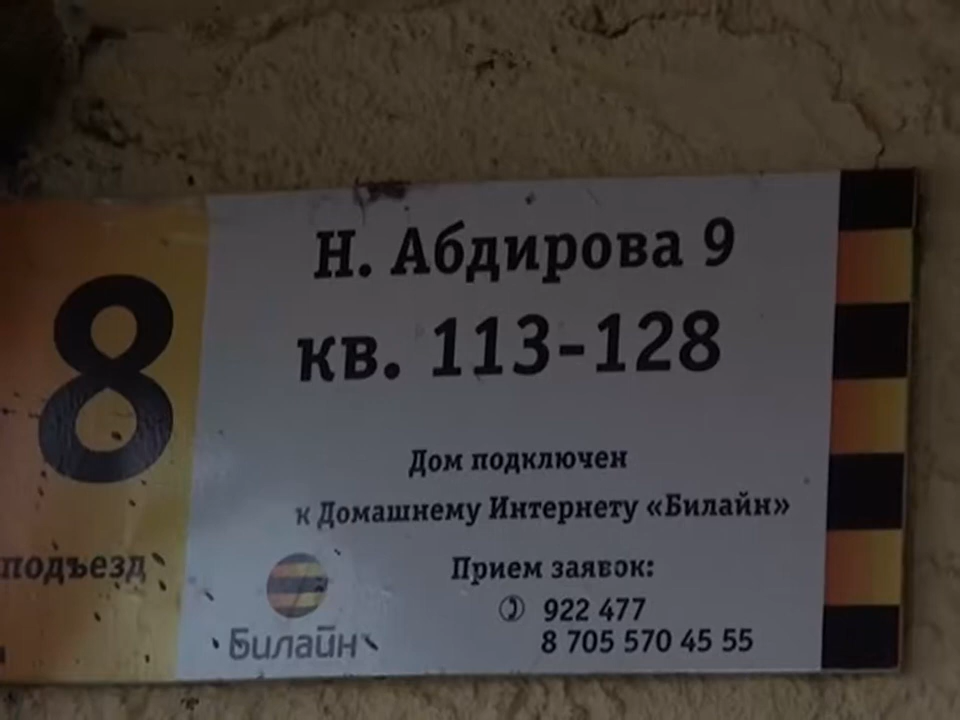 8
подъезд
Н. Абдирова 9
кв. 113-128
Дом подключен
к Домашнему Интернету «Билайн»
Прием заявок:
922 477
8 705 570 45 55
Билайн